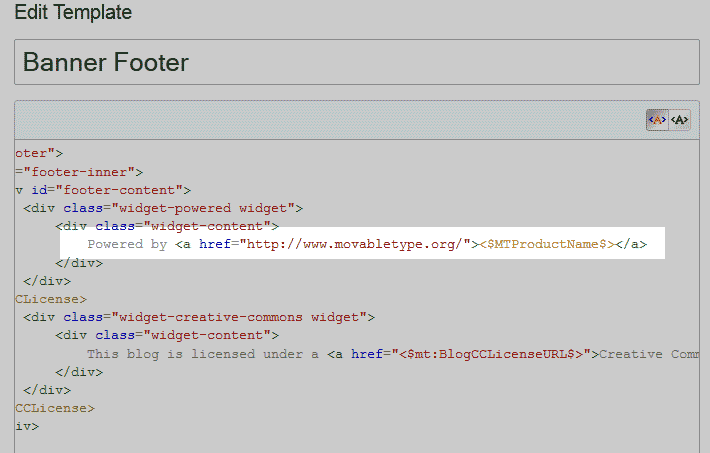 Edit Template
Banner Footer
<A> <A>
oter">
="footer-inner">
v id="footer-content">
<div class="widget-powered widget">
<div class="widget-content">
Powered by <a href="http://www.movabletype.org/"><$MTProductName$></a>
</div>
</div>
CLicense>
<div class="widget-creative-commons widget">
<div class="widget-content">
This blog is licensed under a <a href="<$mt:BlogCCLicenseURL$>">Creative Comm
</div>
</div>
CCLicense>
iv>